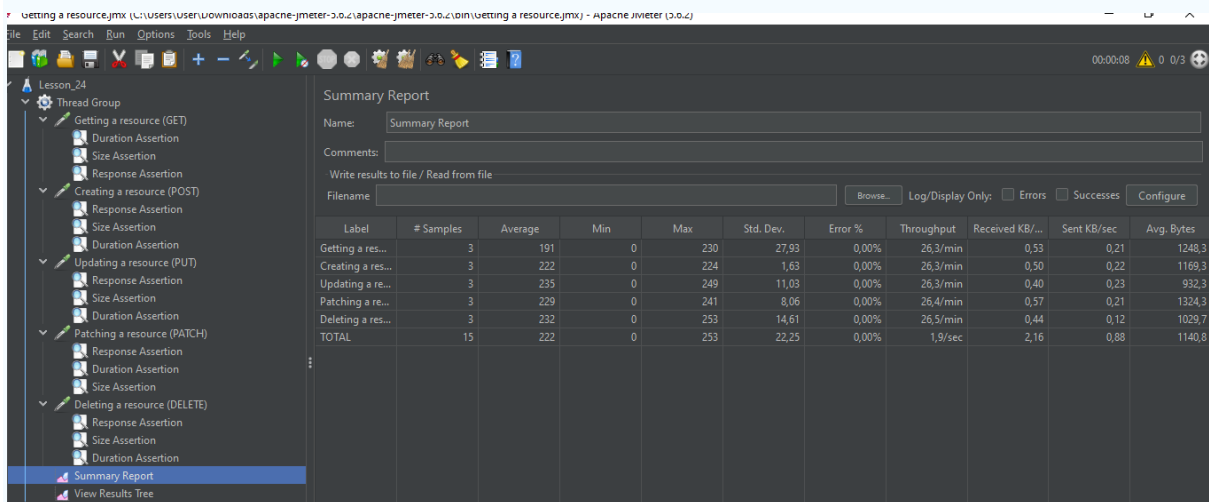 Getting a resource.jmx (C:\Users\User\Downloads\apache-jmeter-5.6.2\apache-jmeter-5.6.2\bin\Getting a resource.jmx) - Apache JMeter (5.6.2)
File Edit Search Run Options Tools Help
00:00:08 0 0/3
Lesson_24
Thread Group
Getting a resource (GET)
Duration Assertion
Size Assertion
Response Assertion
Creating a resource (POST)
Response Assertion
Size Assertion
Duration Assertion
Updating a resource (PUT)
Response Assertion
Size Assertion
Duration Assertion
Patching a resource (PATCH)
Response Assertion
Duration Assertion
Size Assertion
Deleting a resource (DELETE)
Response Assertion
Size Assertion
Duration Assertion
Summary Report
View Results Tree
Summary Report
Name: Summary Report
Comments:
Write results to file / Read from file
Filename Browse... Log/Display Only: Errors Successes Configure
Label # Samples Average Min Max Std. Dev. Error % Throughput Received KB/... Sent KB/sec Avg. Bytes
Getting a res... 3 191 0 230 27,93 0,00% 26,3/min 0,53 0,21 1248,3
Creating a res... 3 222 0 224 1,63 0,00% 26,3/min 0,50 0,22 1169,3
Updating a re... 3 235 0 249 11,03 0,00% 26,3/min 0,40 0,23 932,3
Patching a re... 3 229 0 241 8,06 0,00% 26,4/min 0,57 0,21 1324,3
Deleting a res... 3 232 0 253 14,61 0,00% 26,5/min 0,44 0,12 1029,7
TOTAL 15 222 0 253 22,25 0,00% 1,9/sec 2,16 0,88 1140,8